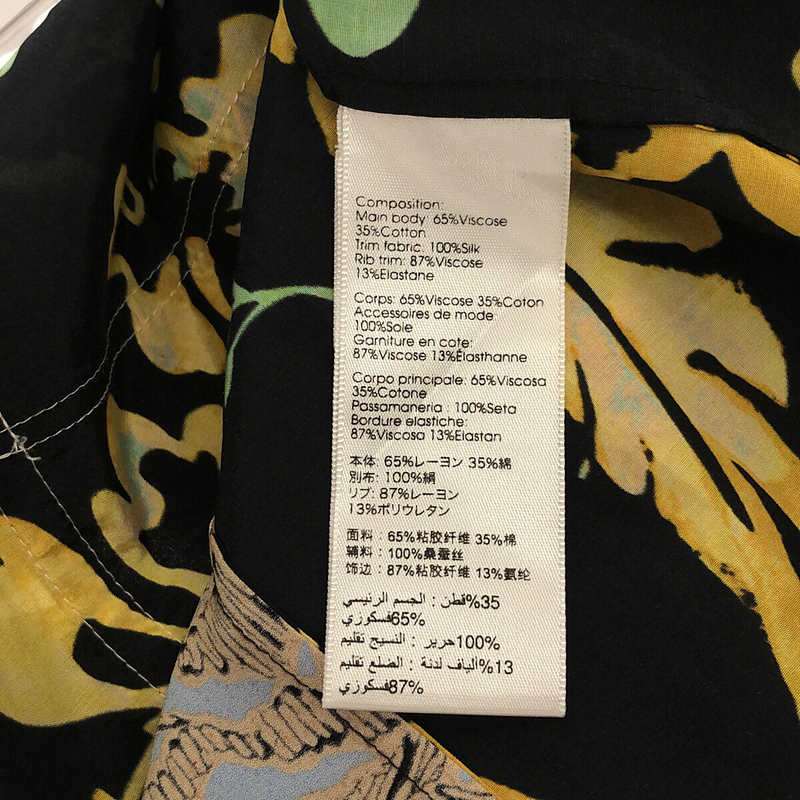 Composition:
Main body: 65%Viscose
35%Cotton
Trim fabric: 100%Silk
Rib trim: 87%Viscose
13%Elastane
Corps: 65%Viscose 35%Coton
Accessoires de mode:
100%Soie
Garniture en cote:
87%Viscose 13%Élasthanne
Corpo principale: 65%Viscosa
35%Cotone
Passamaneria : 100%Seta
Bordure elastiche:
87%Viscosa 13%Elastan
本体: 65%レーヨン 35%綿
別布: 100%絹
リブ: 87%レーヨン
13%ポリウレタン
面料: 65%粘胶纤维 35%棉
辅料: 100%桑蚕丝
饰边: 87%粘胶纤维 13%氨纶
35%قطن : الجسم الرئيسي
65%فسكوزي
100%حرير : النسيج تقليم
13%ألياف لدنة : الضلع تقليم
87%فسكوزي